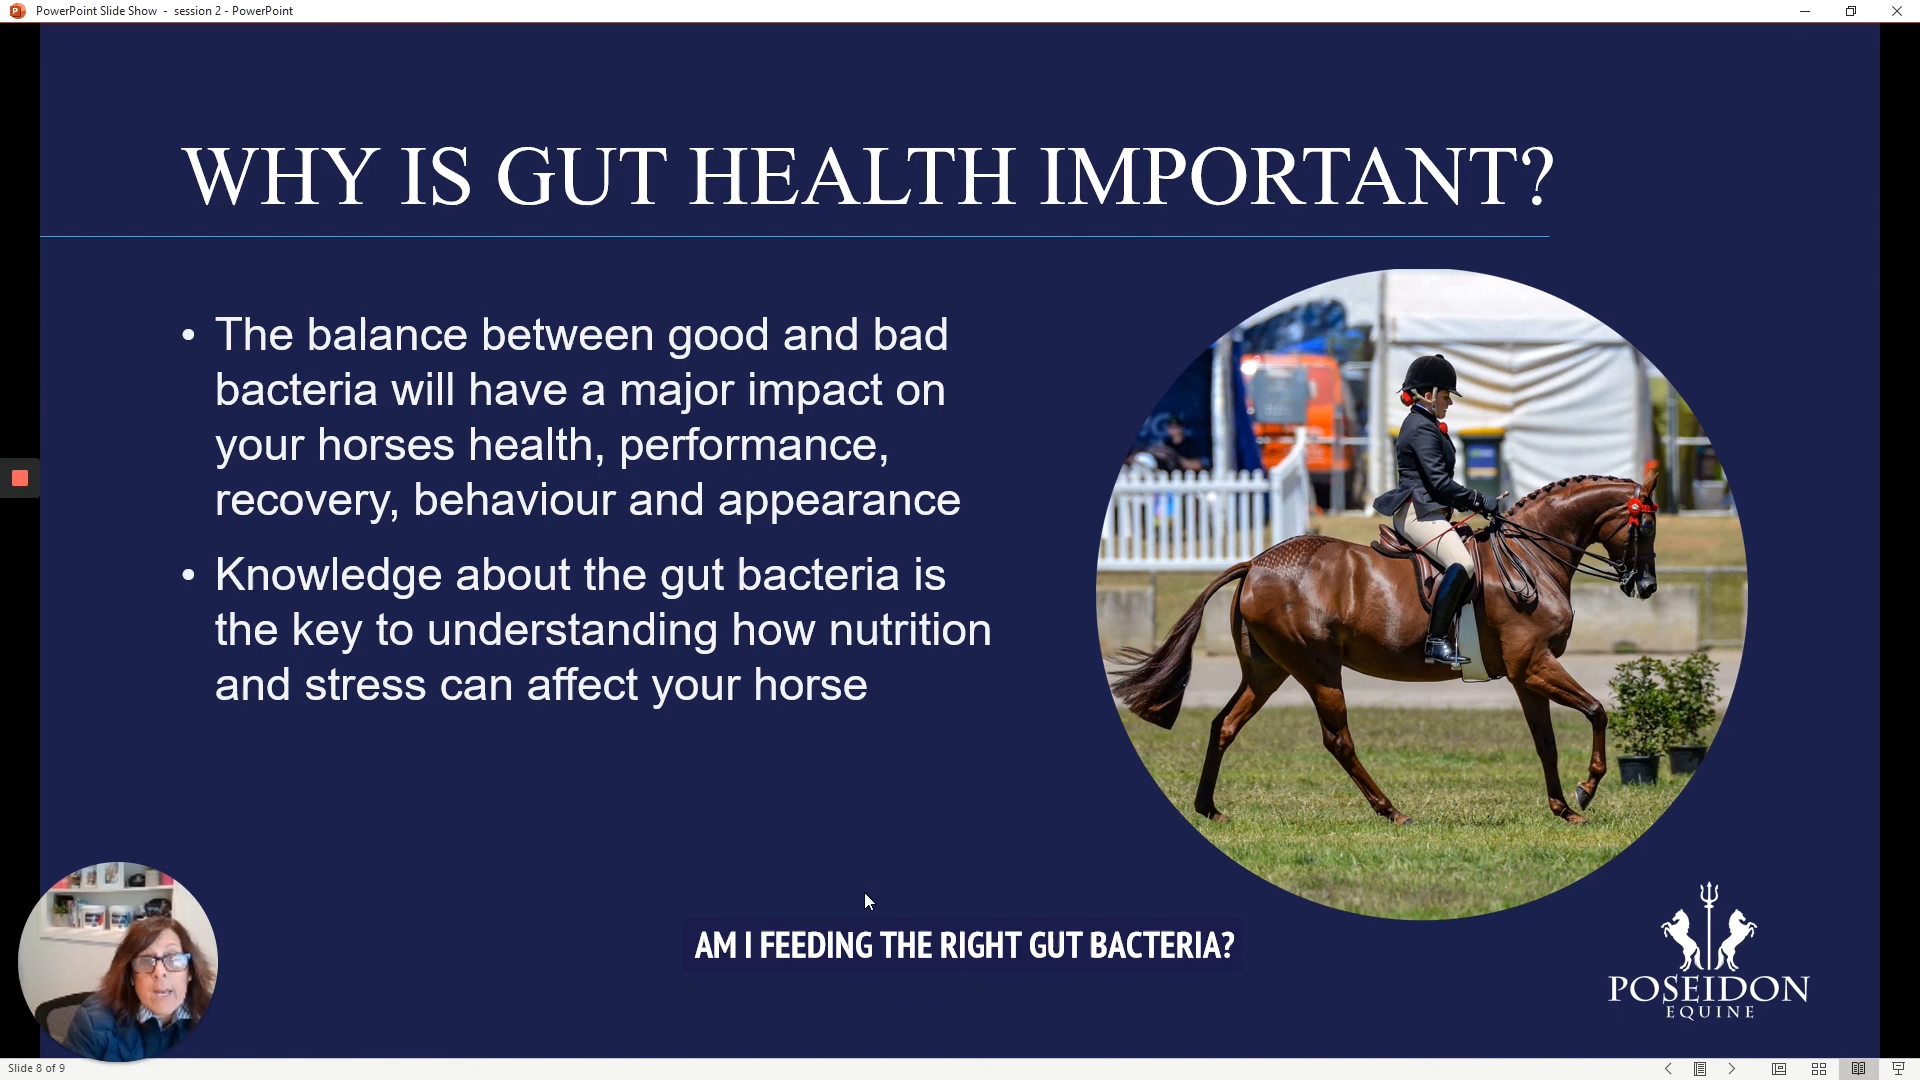 PowerPoint Slide Show - session 2 - PowerPoint
WHY IS GUT HEALTH IMPORTANT?
• The balance between good and bad
bacteria will have a major impact on
your horses health, performance,
recovery, behaviour and appearance
• Knowledge about the gut bacteria is
the key to understanding how nutrition
and stress can affect your horse
AM I FEEDING THE RIGHT GUT BACTERIA?
POSEIDON
EQUINE
Slide 8 of 9